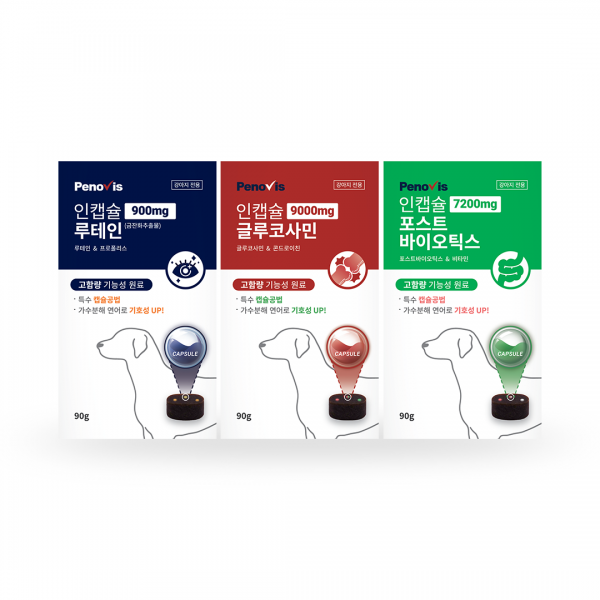 Penovis
강아지 전용
인캡슐 900mg
루테인 (금잔화추출물)
루테인 & 프로폴리스
고함량 기능성 원료
- 특수 캡슐공법
- 가수분해 연어로 기호성 UP!
CAPSULE
90g
Penovis
강아지 전용
인캡슐 9000mg
글루코사민
글루코사민 & 콘드로이친
고함량 기능성 원료
- 특수 캡슐공법
- 가수분해 연어로 기호성 UP!
CAPSULE
90g
Penovis
강아지 전용
인캡슐 7200mg
포스트
바이오틱스
포스트바이오틱스 & 비타민
고함량 기능성 원료
- 특수 캡슐공법
- 가수분해 연어로 기호성 UP!
CAPSULE
90g